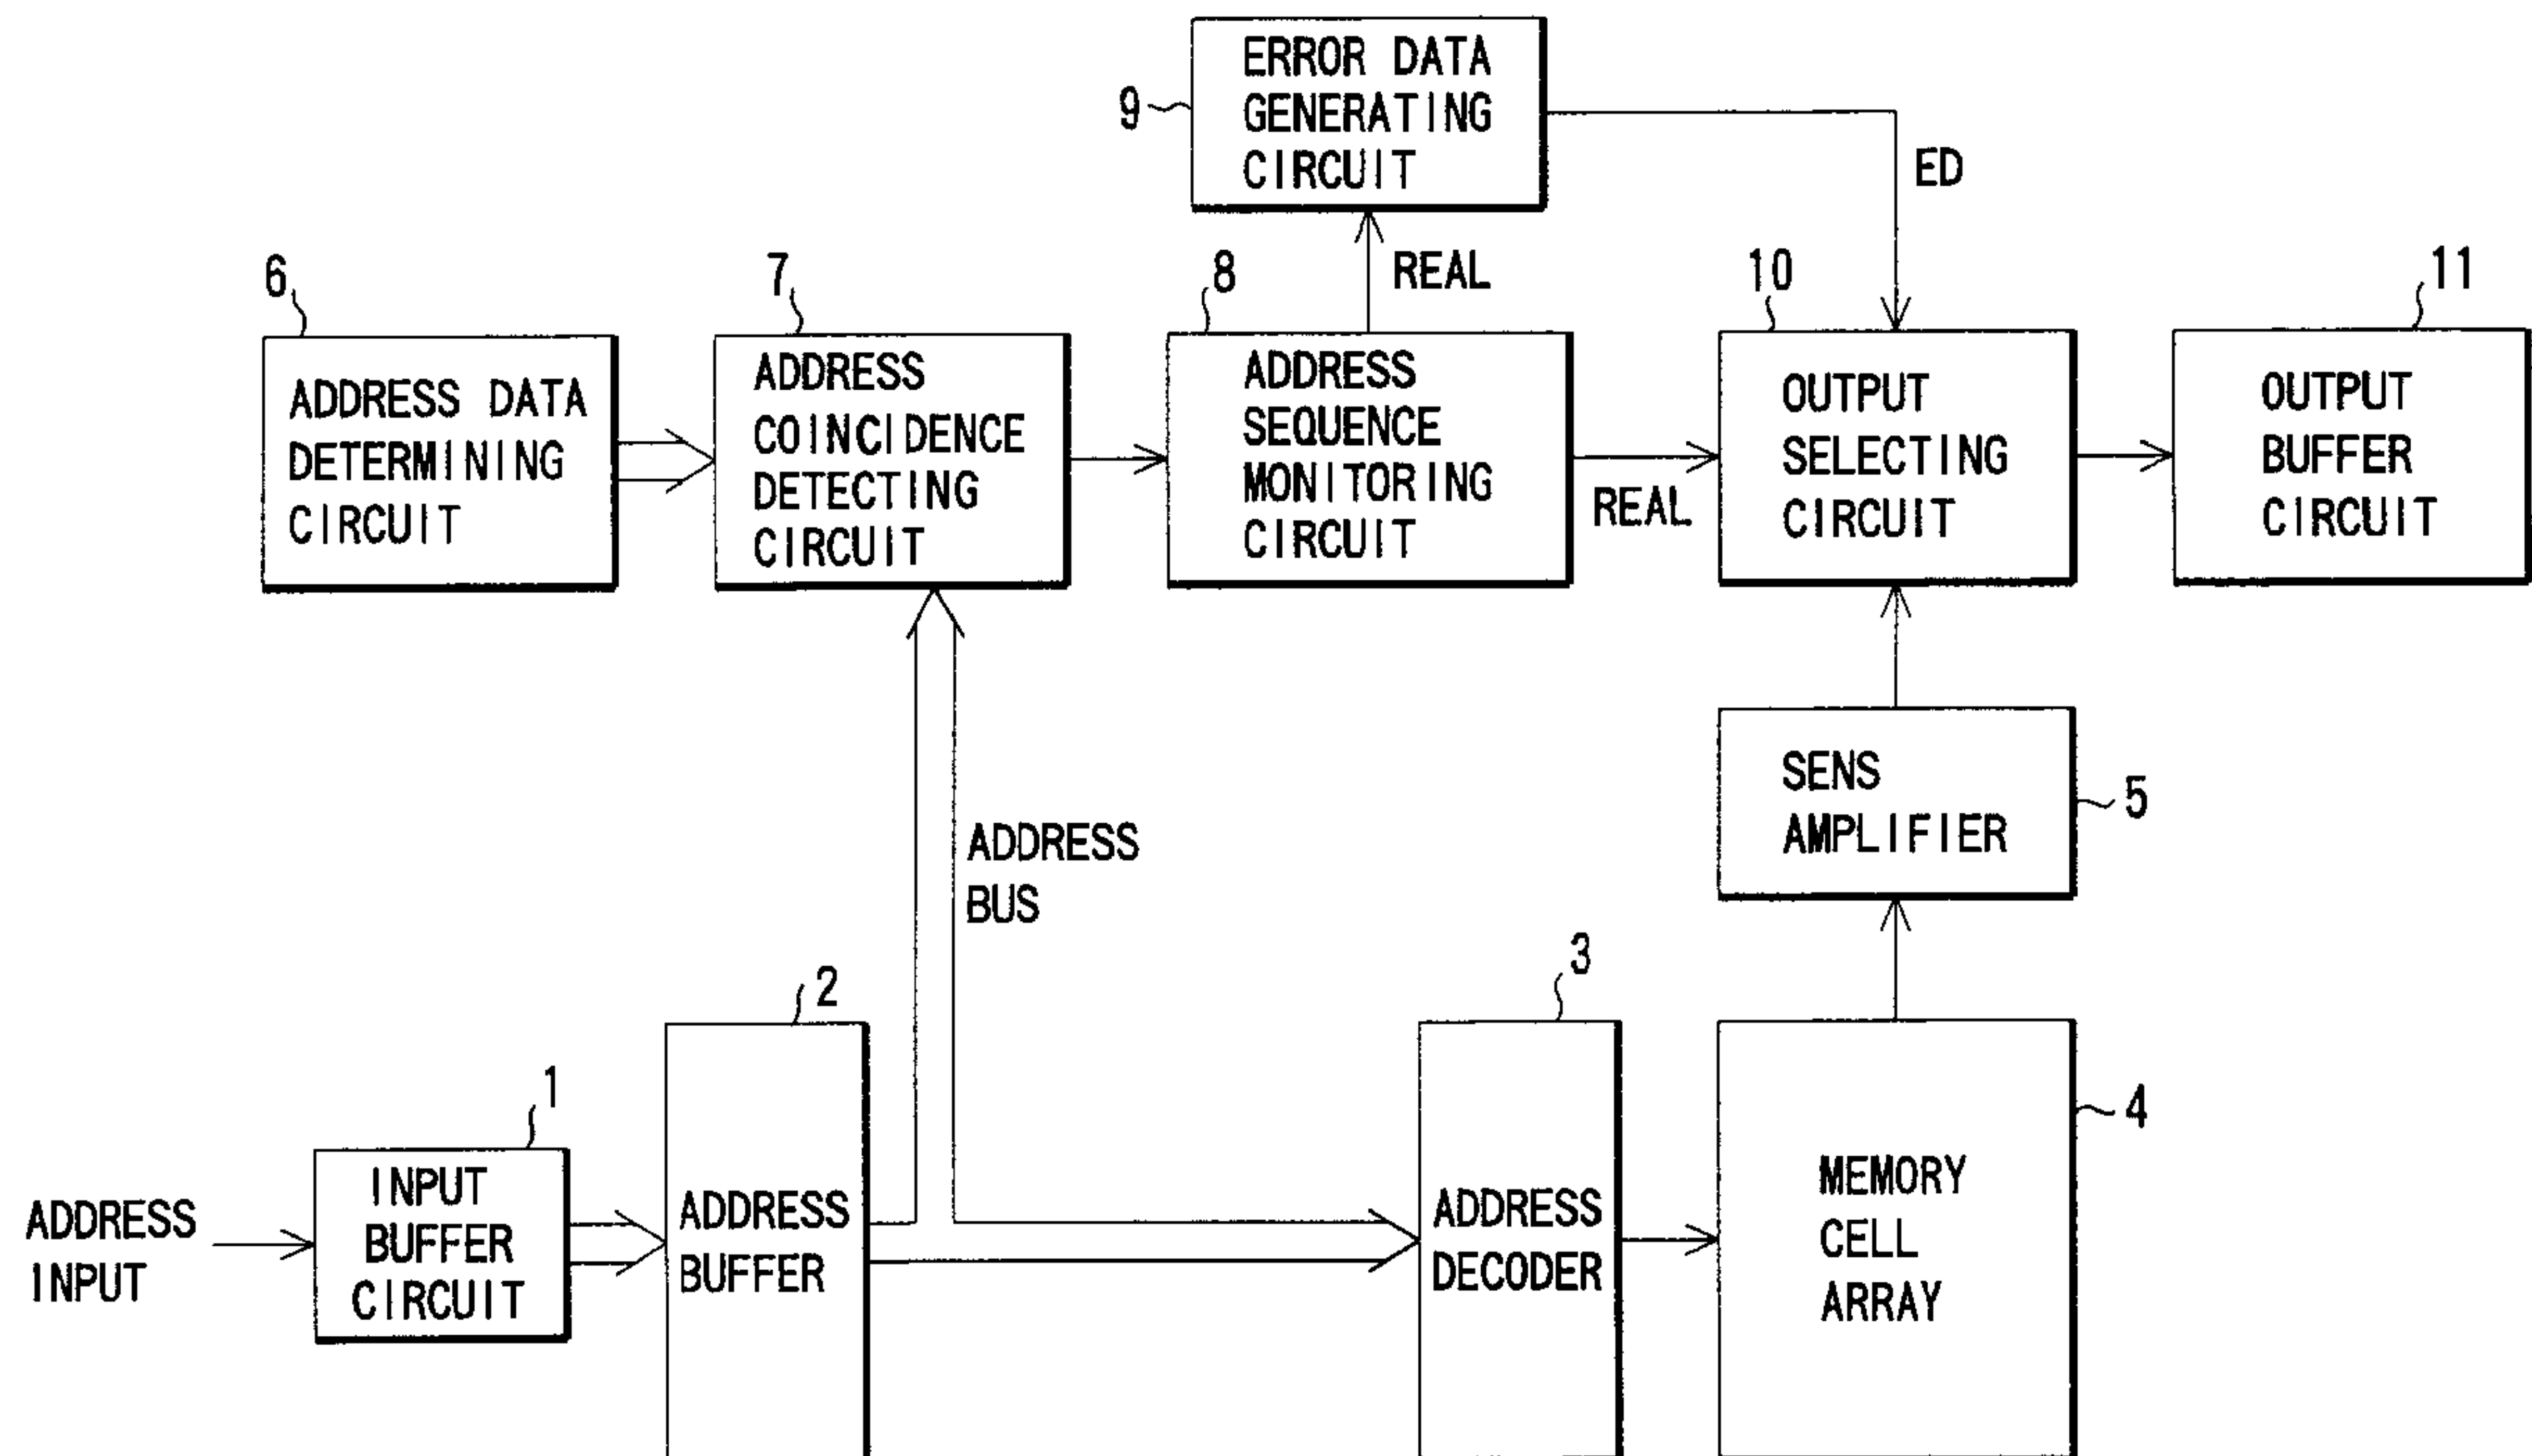 ERROR DATA
GENERATING
CIRCUIT
9
ED
REAL
6
7
8
10
11
ADDRESS DATA
DETERMINING
CIRCUIT
ADDRESS
COINCIDENCE
DETECTING
CIRCUIT
ADDRESS
SEQUENCE
MONITORING
CIRCUIT
REAL
OUTPUT
SELECTING
CIRCUIT
OUTPUT
BUFFER
CIRCUIT
SENS
AMPLIFIER
5
ADDRESS
BUS
1
2
3
4
ADDRESS
INPUT
INPUT
BUFFER
CIRCUIT
ADDRESS
BUFFER
ADDRESS
DECODER
MEMORY
CELL
ARRAY